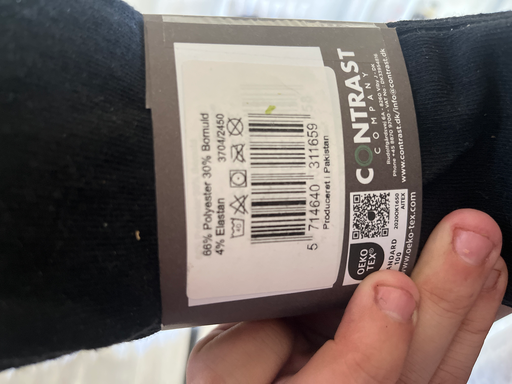 66% Polyester 30% Bomuld
4% Elastan
3704/2450
5 714640 311659
Produceret i Pakistan
CONTRAST
COMPANY
www.contrast.dk/info@contrast.dk
OEKO
TEX®
STANDARD
100
AITEX
www.oeko-tex.com